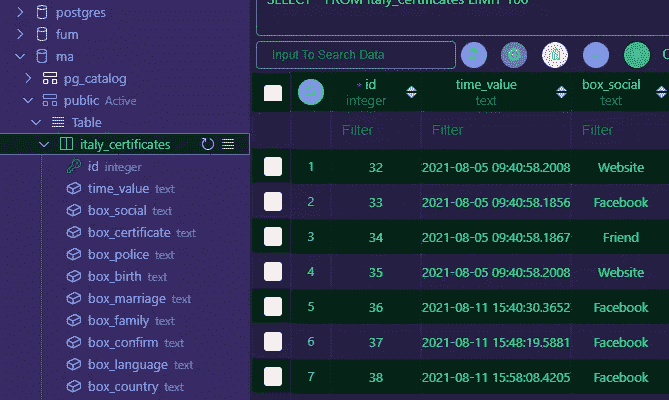 postgres
fum
ma
pg_catalog
public Active
Table
italy_certificates
id integer
time_value text
box_social text
box_certificate text
box_police text
box_birth text
box_marriage text
box_family text
box_confirm text
box_language text
box_country text
SELECT * FROM italy_certificates LIMIT 100
Input To Search Data
* id time_value box_social
integer text text
Filter Filter Filter
1 32 2021-08-05 09:40:58.2008 Website
2 33 2021-08-05 09:40:58.1856 Facebook
3 34 2021-08-05 09:40:58.1867 Friend
4 35 2021-08-05 09:40:58.2008 Website
5 36 2021-08-11 15:40:30.3652 Facebook
6 37 2021-08-11 15:48:19.5881 Facebook
7 38 2021-08-11 15:58:08.4205 Facebook